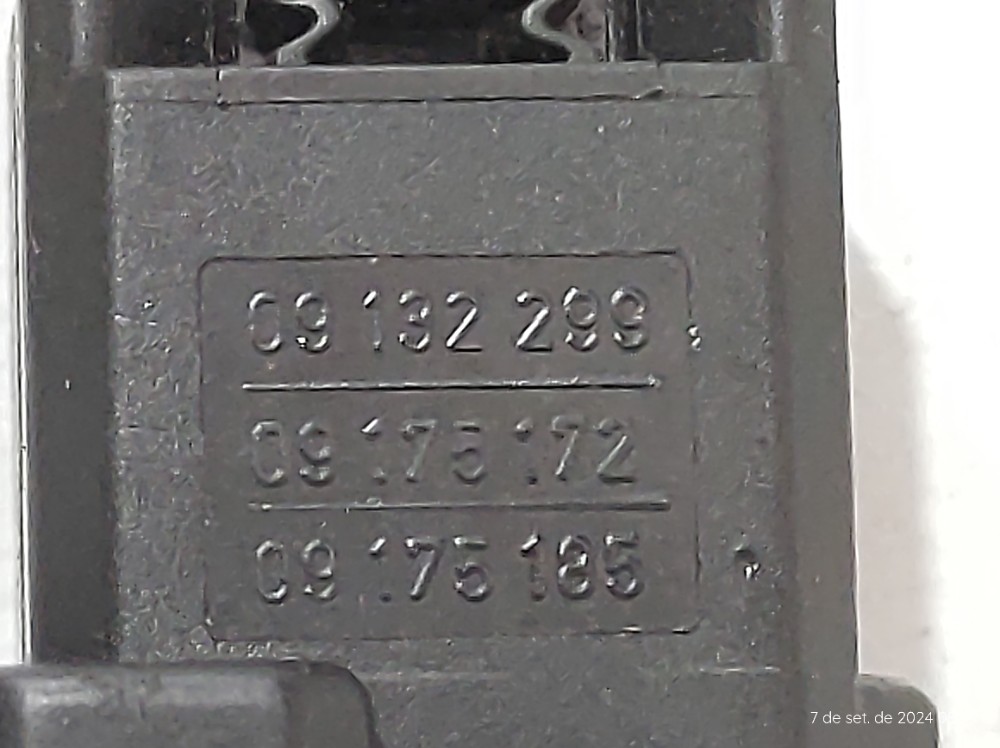 09 132 299
09 175 172
09 175 185
7 de set. de 2024